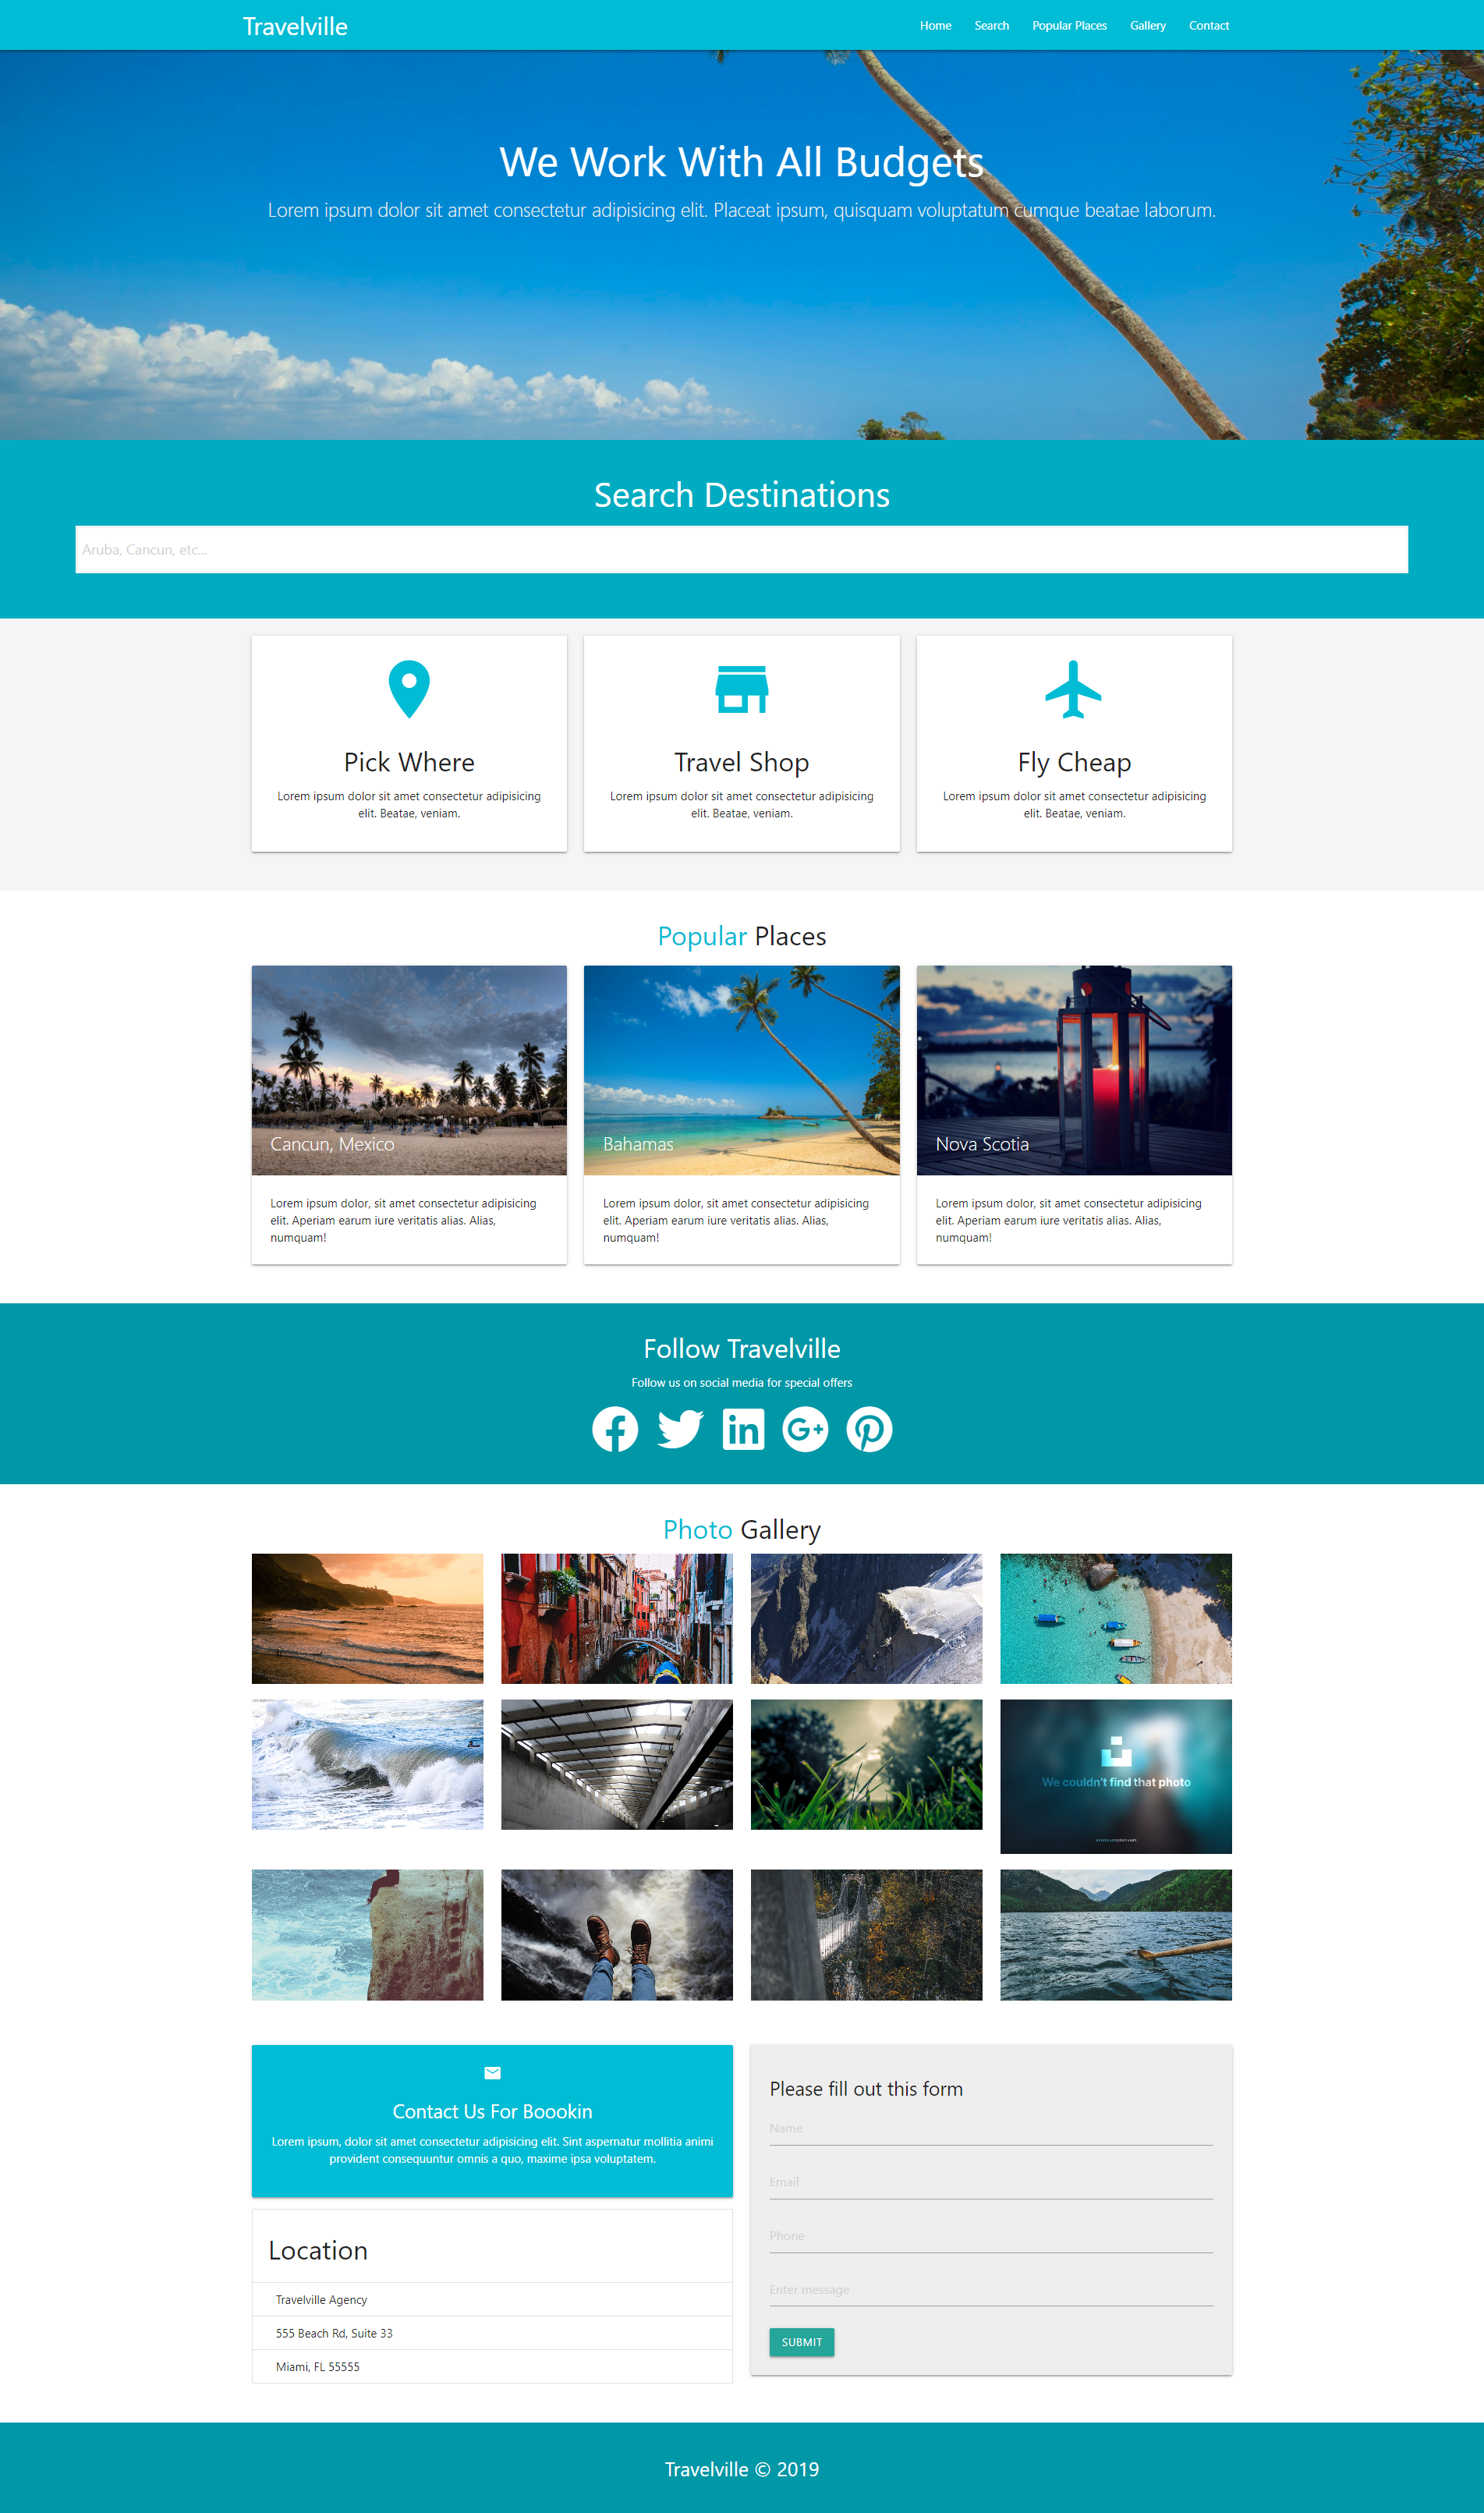 Travelville
Home Search Popular Places Gallery Contact
We Work With All Budgets
Lorem ipsum dolor sit amet consectetur adipisicing elit. Placeat ipsum, quisquam voluptatum cumque beatae laborum.
Search Destinations
Aruba, Cancun, etc...
Pick Where
Lorem ipsum dolor sit amet consectetur adipisicing
elit. Beatae, veniam.
Travel Shop
Lorem ipsum dolor sit amet consectetur adipisicing
elit. Beatae, veniam.
Fly Cheap
Lorem ipsum dolor sit amet consectetur adipisicing
elit. Beatae, veniam.
Popular Places
Cancun, Mexico
Lorem ipsum dolor, sit amet consectetur adipisicing
elit. Aperiam earum iure veritatis alias. Alias,
numquam!
Bahamas
Lorem ipsum dolor, sit amet consectetur adipisicing
elit. Aperiam earum iure veritatis alias. Alias,
numquam!
Nova Scotia
Lorem ipsum dolor, sit amet consectetur adipisicing
elit. Aperiam earum iure veritatis alias. Alias,
numquam!
Follow Travelville
Follow us on social media for special offers
Photo Gallery
We couldn't find that photo
Contact Us For Boookin
Lorem ipsum, dolor sit amet consectetur adipisicing elit. Sint aspernatur mollitia animi
provident consequuntur omnis a quo, maxime ipsa voluptatem.
Location
Travelville Agency
555 Beach Rd, Suite 33
Miami, FL 55555
Please fill out this form
Name
Email
Phone
Enter message
SUBMIT
Travelville © 2019